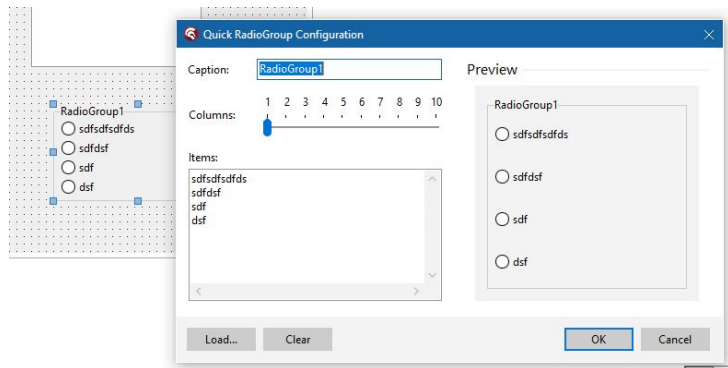 Quick RadioGroup Configuration
Caption:
RadioGroup1
Preview
Columns:
1 2 3 4 5 6 7 8 9 10
Items:
sdfsdfsdfds
sdfdsf
sdf
dsf
RadioGroup1
sdfsdfsdfds
sdfdsf
sdf
dsf
Load...
Clear
OK
Cancel
RadioGroup1
sdfsdfsdfds
sdfdsf
sdf
dsf